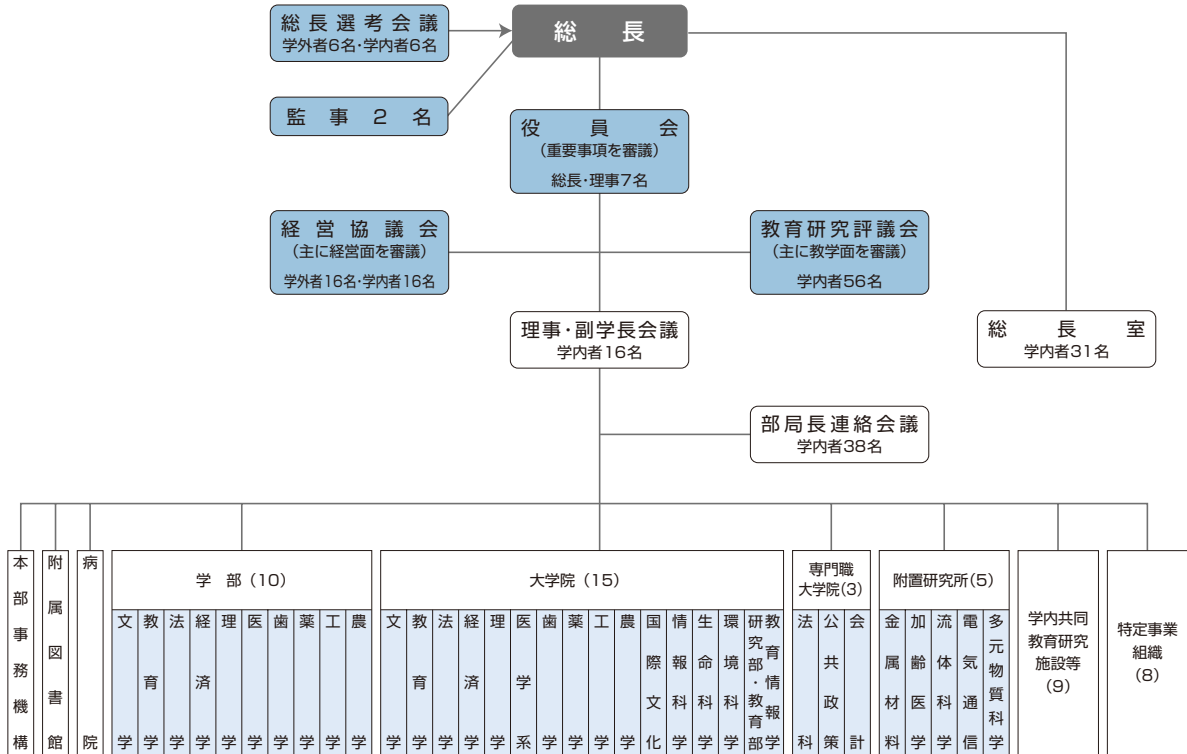 総長選考会議
学外者6名・学内者6名
総長
監事2名
役員会
(重要事項を審議)
総長・理事7名
経営協議会
(主に経営面を審議)
学外者16名・学内者16名
教育研究評議会
(主に教学面を審議)
学内者56名
理事・副学長会議
学内者16名
総長室
学内者31名
部局長連絡会議
学内者38名
本部事務機構
附属図書館
病院
学部(10)
文学
教育学
法学
経済学
理学
医学
歯学
薬学
工学
農学
大学院(15)
文学
教育学
法学
経済学
理学
医学系
歯学
薬学
工学
農学
国際文化
情報科学
生命科学
環境科学
教育情報学
研究部・教育部
専門職
大学院(3)
法科
公共政策
会計
附置研究所(5)
金属材料
加齢医学
流体科学
電気通信
多元物質科学
学内共同
教育研究
施設等
(9)
特定事業
組織
(8)